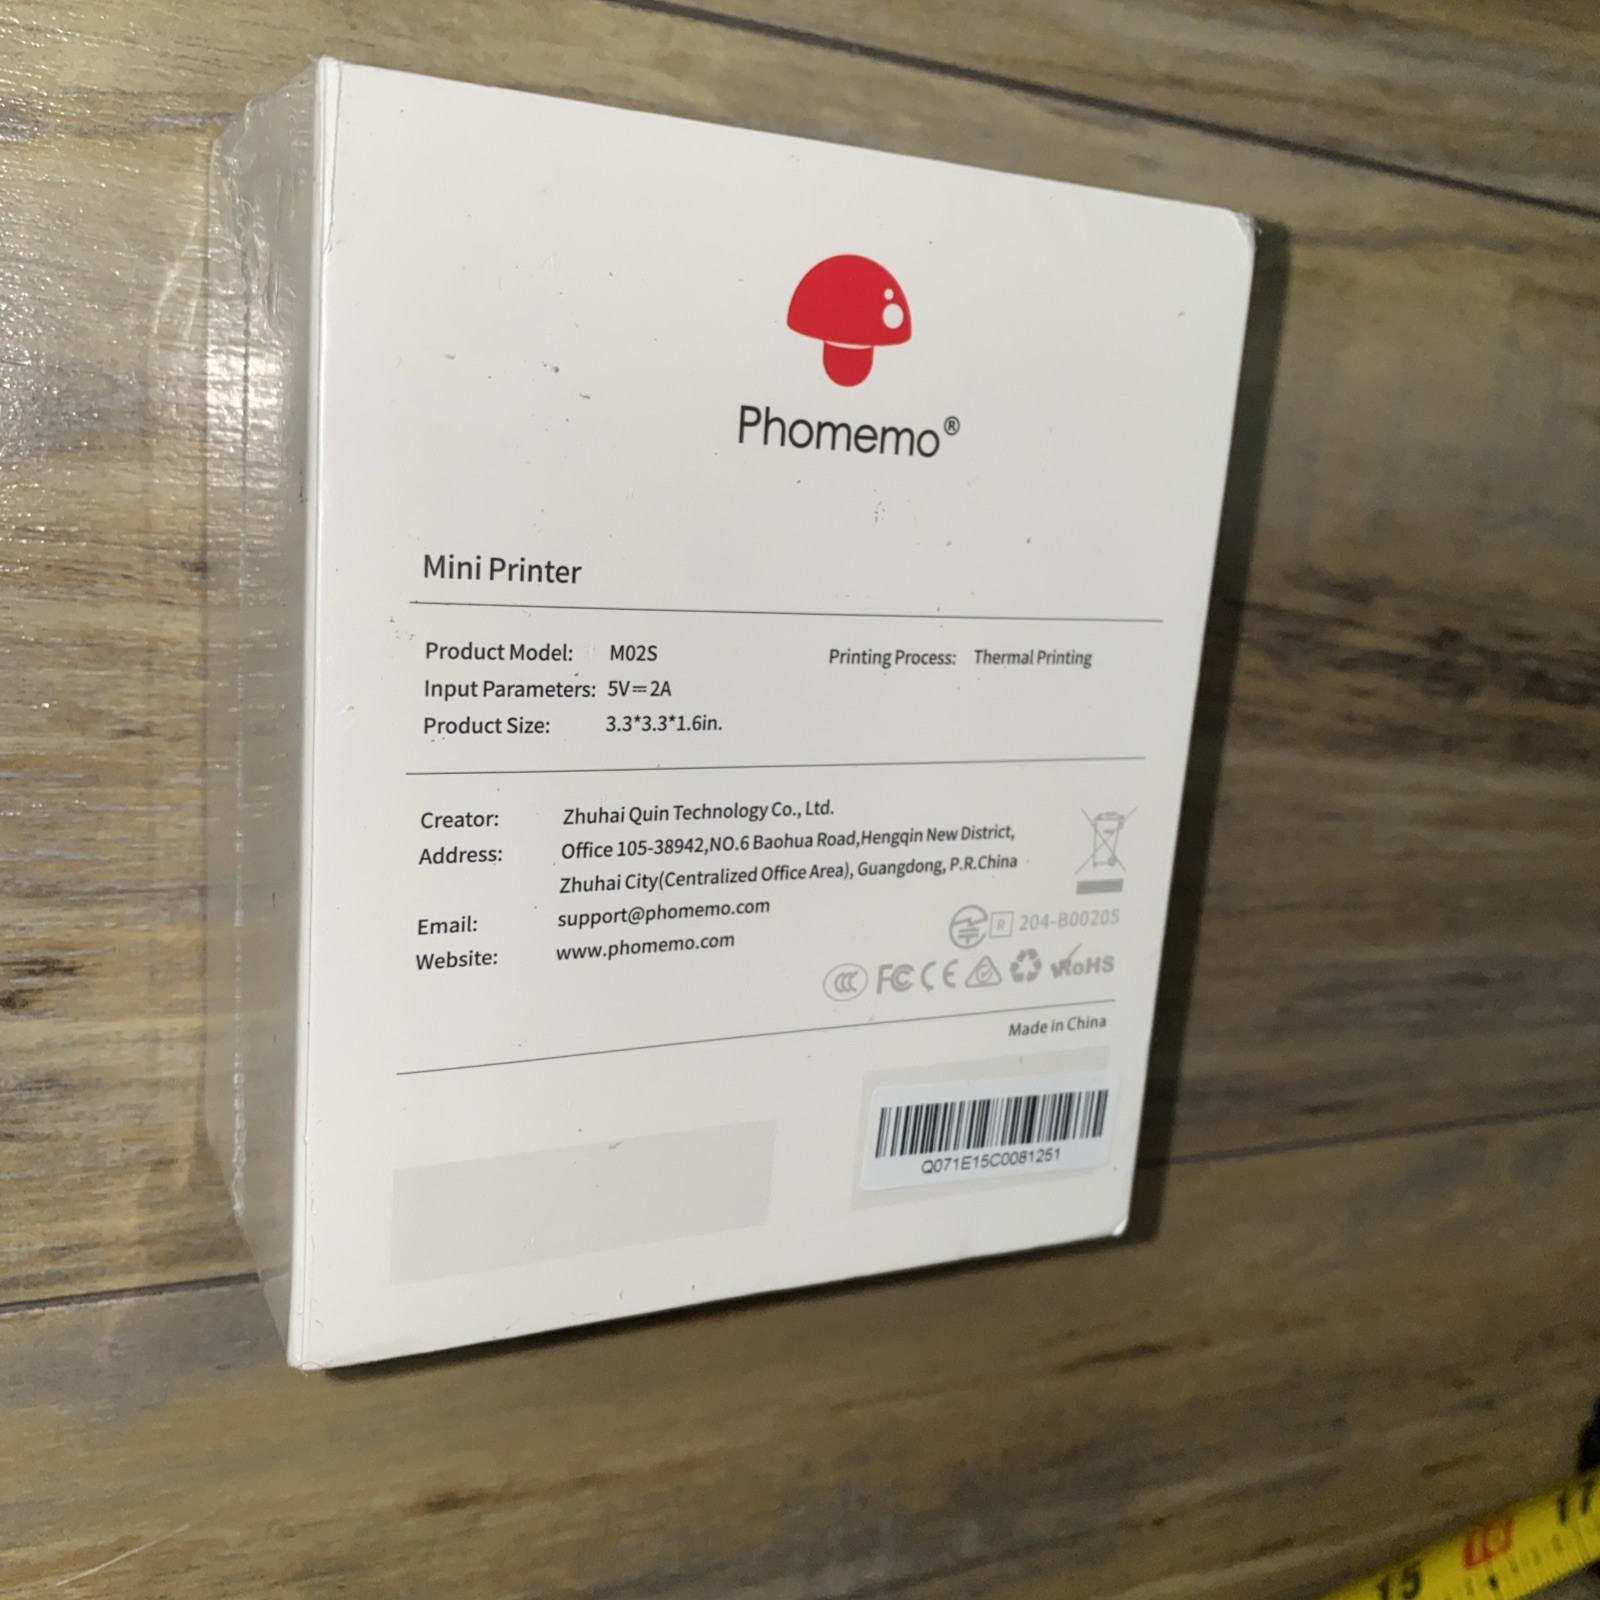 Phomemo®
Mini Printer
Product Model: M02S Printing Process: Thermal Printing
Input Parameters: 5V⎓2A
Product Size: 3.3*3.3*1.6in.
Creator: Zhuhai Quin Technology Co., Ltd.
Address: Office 105-38942,NO.6 Baohua Road,Hengqin New District,
Zhuhai City(Centralized Office Area), Guangdong, P.R.China
Email: support@phomemo.com
Website: www.phomemo.com
R 204-B00205
CCC FC CE RoHS
Made in China
Q071E15C0081251
15 16 17